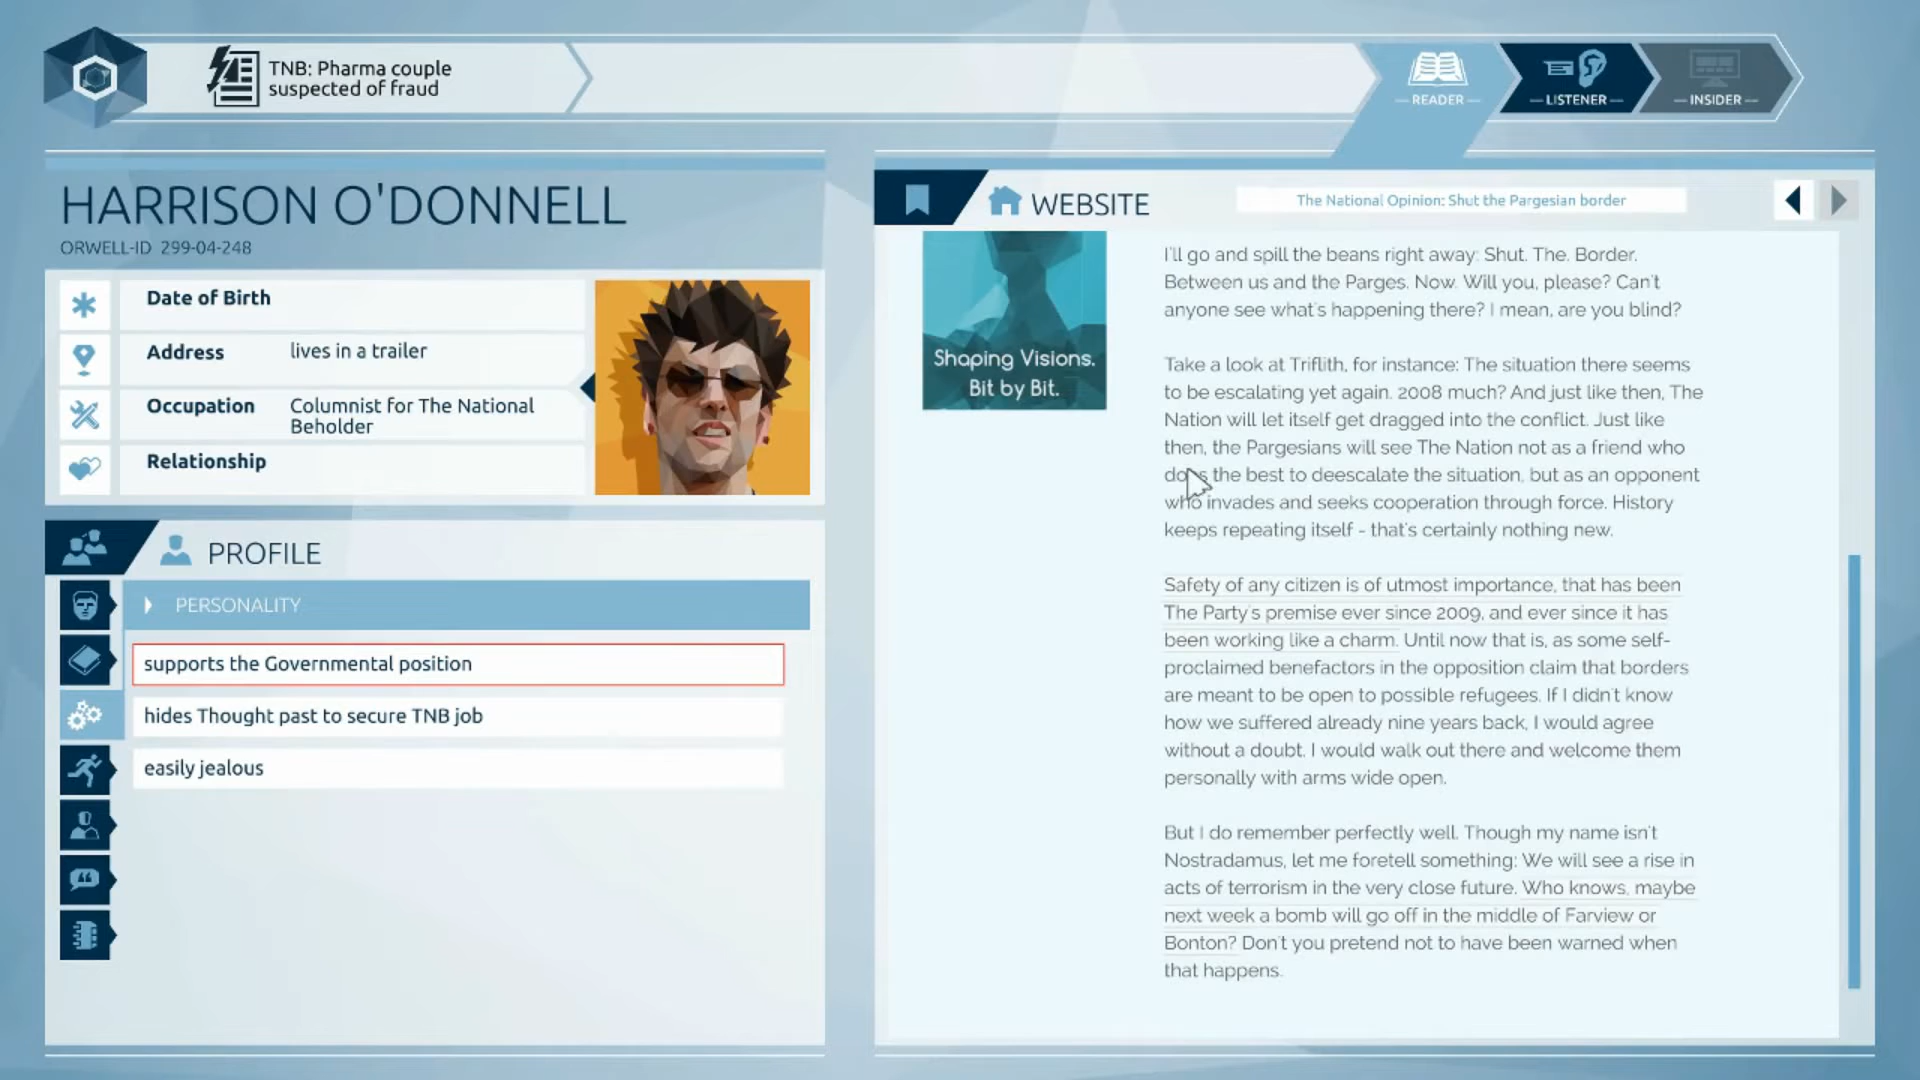 TNB: Pharma couple
suspected of fraud
READER
LISTENER
INSIDER
HARRISON O'DONNELL
ORWELL-ID 299-04-248
Date of Birth
Address lives in a trailer
Occupation Columnist for The National
Beholder
Relationship
PROFILE
PERSONALITY
supports the Governmental position
hides Thought past to secure TNB job
easily jealous
WEBSITE
The National Opinion: Shut the Pargesian border
Shaping Visions.
Bit by Bit.
I'll go and spill the beans right away: Shut. The. Border.
Between us and the Parges. Now. Will you, please? Can't
anyone see what's happening there? I mean, are you blind?
Take a look at Triflith, for instance: The situation there seems
to be escalating yet again. 2008 much? And just like then, The
Nation will let itself get dragged into the conflict. Just like
then, the Pargesians will see The Nation not as a friend who
does the best to deescalate the situation, but as an opponent
who invades and seeks cooperation through force. History
keeps repeating itself - that's certainly nothing new.
Safety of any citizen is of utmost importance, that has been
The Party's premise ever since 2009, and ever since it has
been working like a charm. Until now that is, as some self-
proclaimed benefactors in the opposition claim that borders
are meant to be open to possible refugees. If I didn't know
how we suffered already nine years back, I would agree
without a doubt. I would walk out there and welcome them
personally with arms wide open.
But I do remember perfectly well. Though my name isn't
Nostradamus, let me foretell something: We will see a rise in
acts of terrorism in the very close future. Who knows, maybe
next week a bomb will go off in the middle of Farview or
Bonton? Don't you pretend not to have been warned when
that happens.